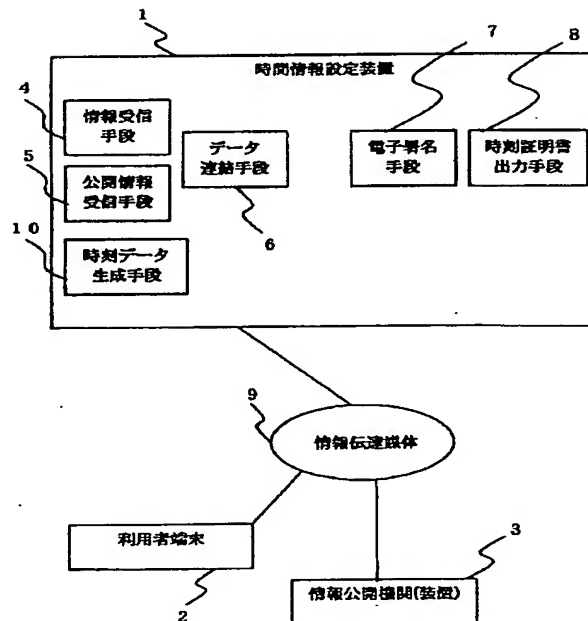 1
7
8
時間情報設定装置
4
情報受信
手段
データ
連結手段
電子署名
手段
時刻証明書
出力手段
5
公開情報
受信手段
6
10
時刻データ
生成手段
9
情報伝達媒体
利用者端末
2
3
情報公開機関(装置)